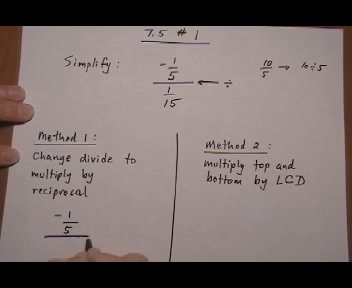 7.5 # 1
Simplify :
- 1
5
1
15
← ÷
10
5
→ 10÷5
Method 1 :
Change divide to
multiply by
reciprocal
- 1
5
Method 2 :
multiply top and
bottom by LCD